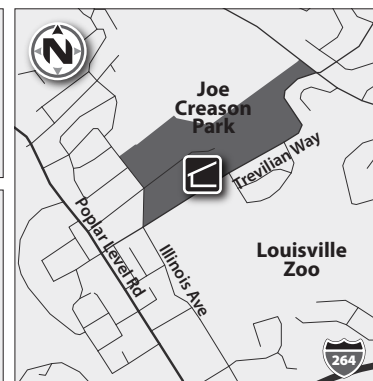 N
Joe
Creason
Park
Trevilian Way
Poplar Level Rd
Illinois Ave
Louisville
Zoo
264